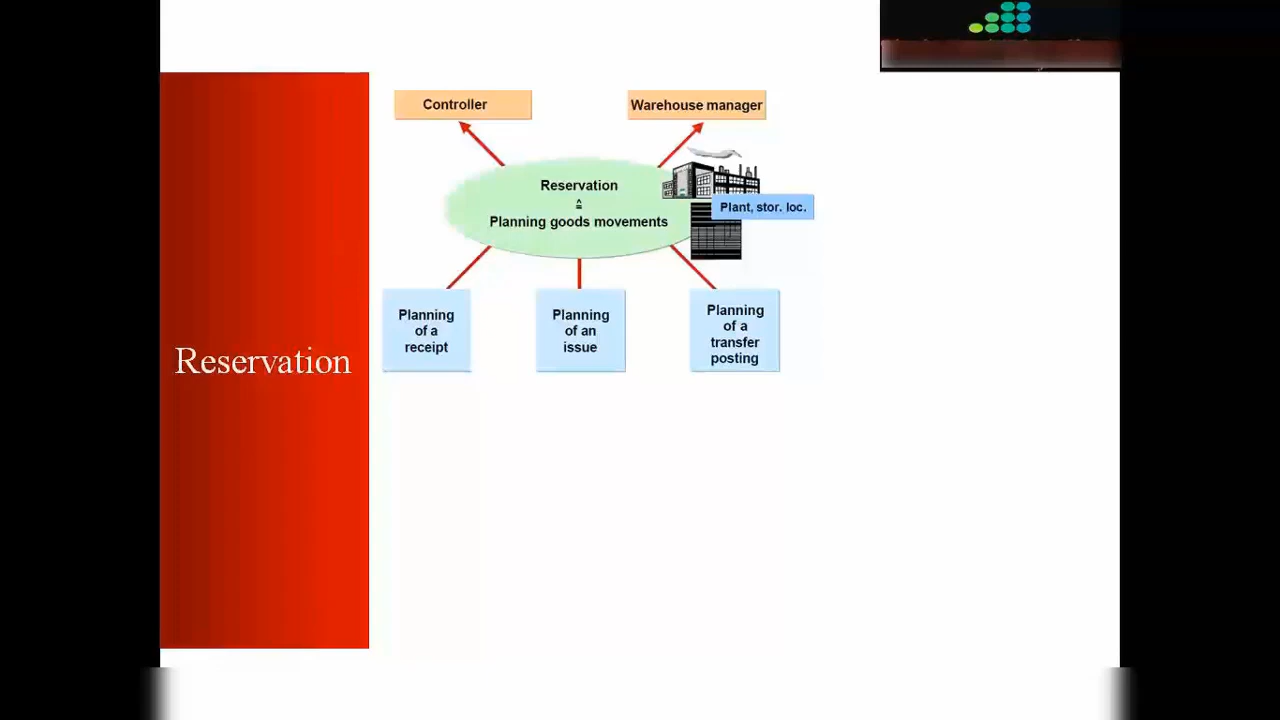 Controller
Warehouse manager
Reservation
≙
Planning goods movements
Plant, stor. loc.
Planning
of a
receipt
Planning
of an
issue
Planning
of a
transfer
posting
Reservation